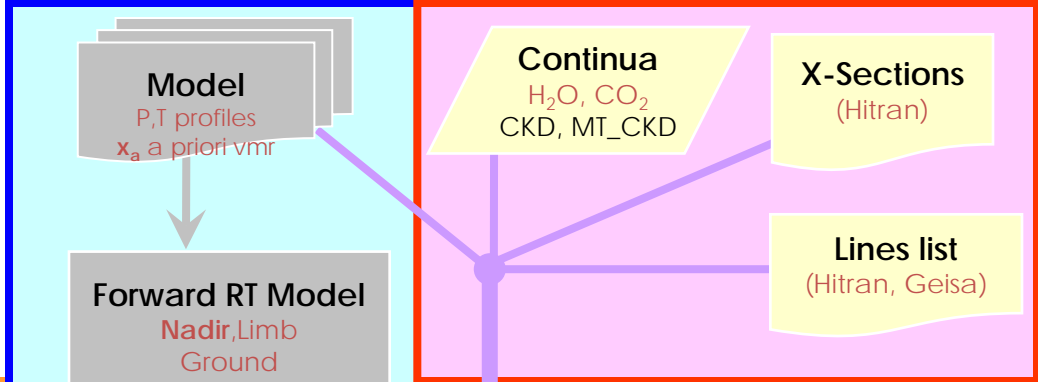 Model
P,T profiles
xₐ a priori vmr
Forward RT Model
Nadir,Limb
Ground
Continua
H₂O, CO₂
CKD, MT_CKD
X-Sections
(Hitran)
Lines list
(Hitran, Geisa)